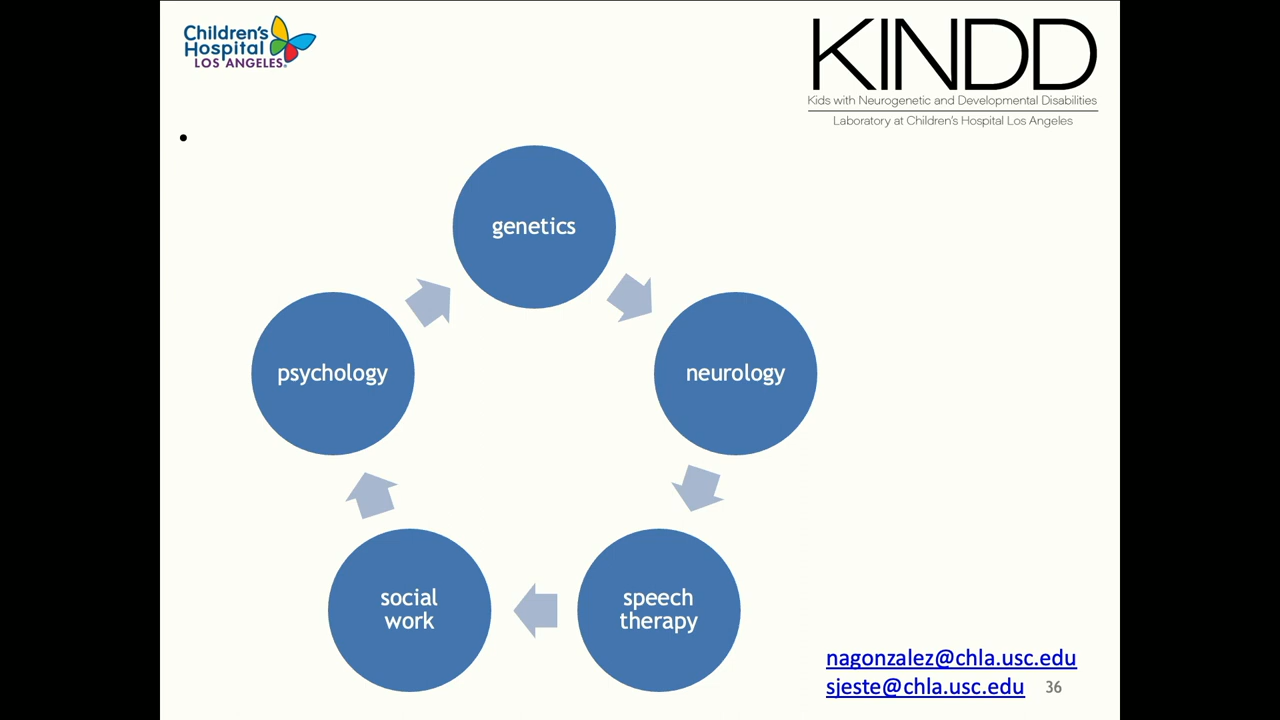 Children's
Hospital
LOS ANGELES®
KINDD
Kids with Neurogenetic and Developmental Disabilities
Laboratory at Children's Hospital Los Angeles
•
genetics
psychology
neurology
social
work
speech
therapy
nagonzalez@chla.usc.edu
sjeste@chla.usc.edu 36